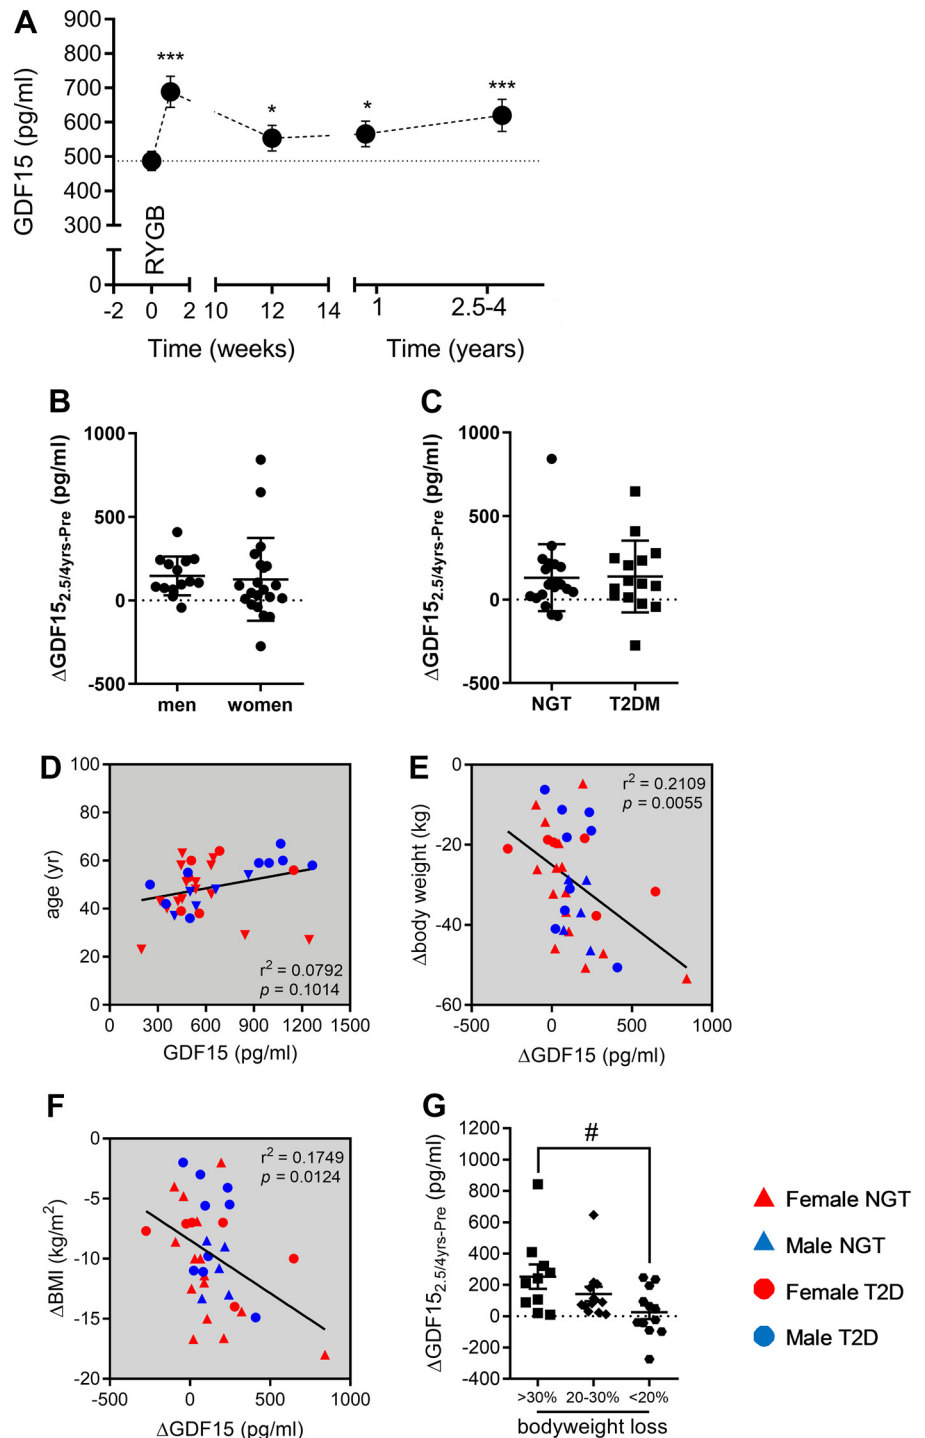 A
900
800
700
600
500
400
300
0
GDF15 (pg/ml)
***
*
*
***
RYGB
-2 0 2 10 12 14 1 2.5-4
Time (weeks) Time (years)
B
1000
500
0
-500
ΔGDF152.5/4yrs-Pre (pg/ml)
men women
C
1000
500
0
-500
ΔGDF152.5/4yrs-Pre (pg/ml)
NGT T2DM
D
100
80
60
40
20
0
age (yr)
r2 = 0.0792
p = 0.1014
0 300 600 900 1200 1500
GDF15 (pg/ml)
E
0
-20
-40
-60
Δbody weight (kg)
r2 = 0.2109
p = 0.0055
-500 0 500 1000
ΔGDF15 (pg/ml)
F
0
-5
-10
-15
-20
ΔBMI (kg/m2)
r2 = 0.1749
p = 0.0124
-500 0 500 1000
ΔGDF15 (pg/ml)
G
1200
1000
800
600
400
200
0
-200
-400
ΔGDF152.5/4yrs-Pre (pg/ml)
#
>30% 20-30% <20%
bodyweight loss
Female NGT
Male NGT
Female T2D
Male T2D